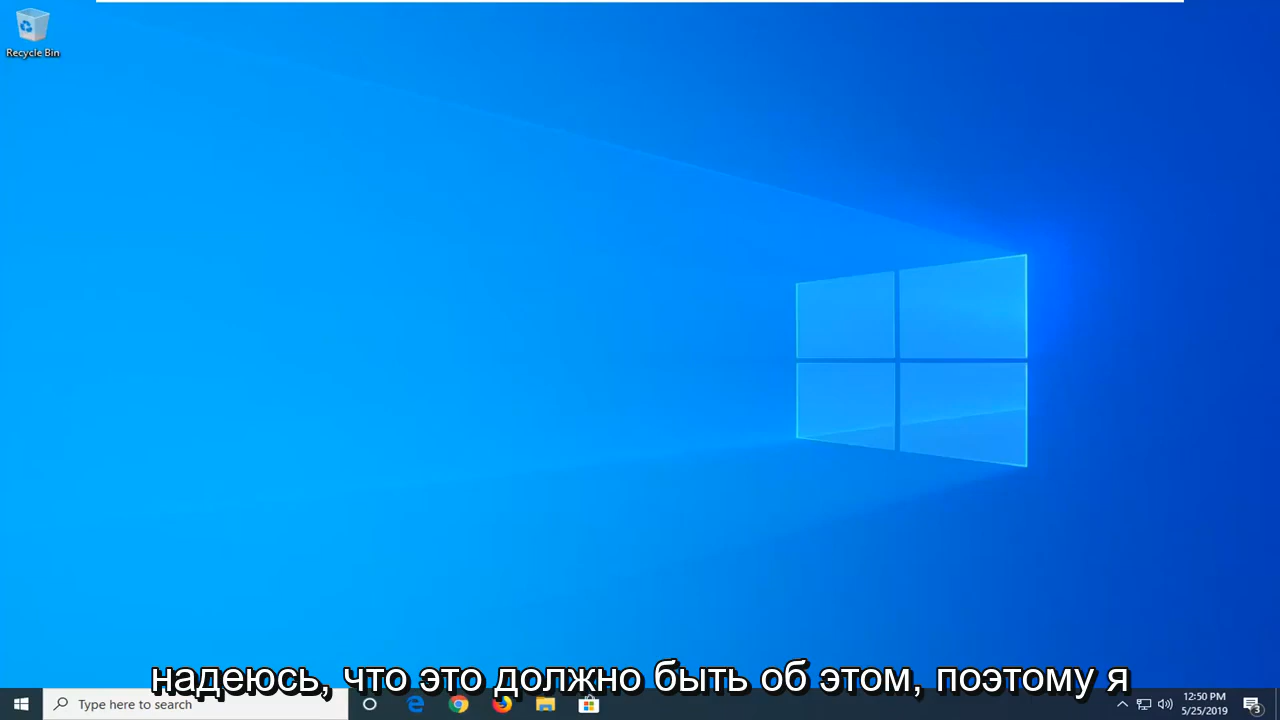 Recycle Bin
надеюсь, что это должно быть об этом, поэтому я
Type here to search
12:50 PM
5/25/2019
3